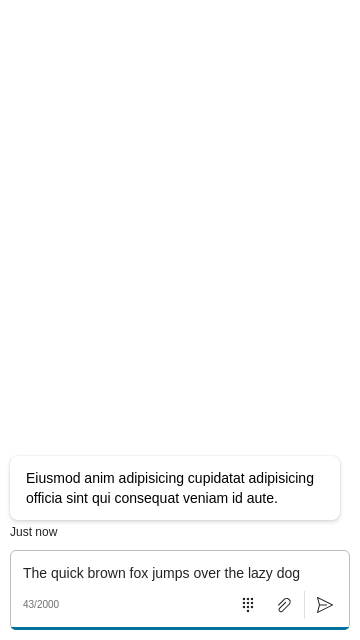 Eiusmod anim adipisicing cupidatat adipisicing
officia sint qui consequat veniam id aute.
Just now
The quick brown fox jumps over the lazy dog
43/2000